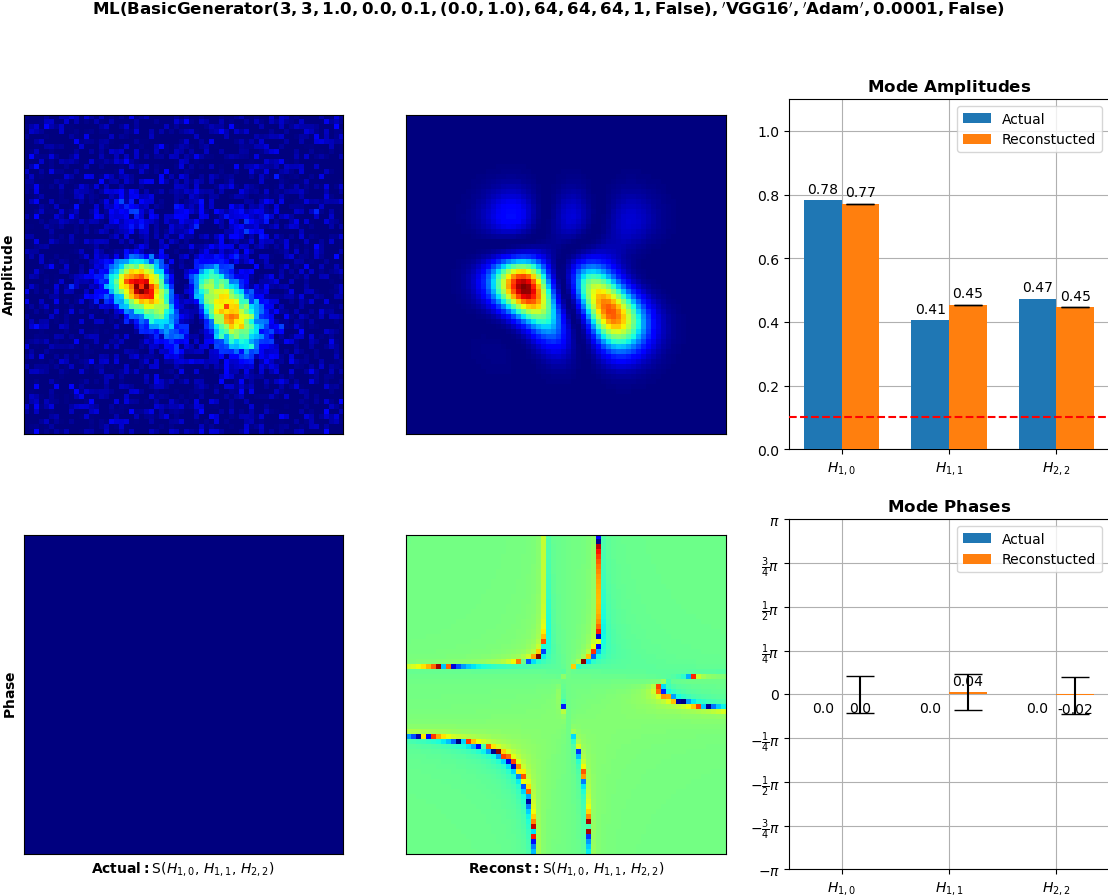 ML(BasicGenerator(3, 3, 1.0, 0.0, 0.1, (0.0, 1.0), 64, 64, 64, 1, False), ′VGG16′, ′Adam′, 0.0001, False)
Amplitude
Mode Amplitudes
Actual
Reconstucted
1.0
0.8
0.6
0.4
0.2
0.0
0.78
0.77
0.41
0.45
0.47
0.45
H1,0
H1,1
H2,2
Phase
Actual: S(H1,0, H1,1, H2,2)
Reconst: S(H1,0, H1,1, H2,2)
Mode Phases
Actual
Reconstucted
π
3/4π
1/2π
1/4π
0
−1/4π
−1/2π
−3/4π
−π
0.0
0.0
0.0
0.04
0.0
-0.02
H1,0
H1,1
H2,2